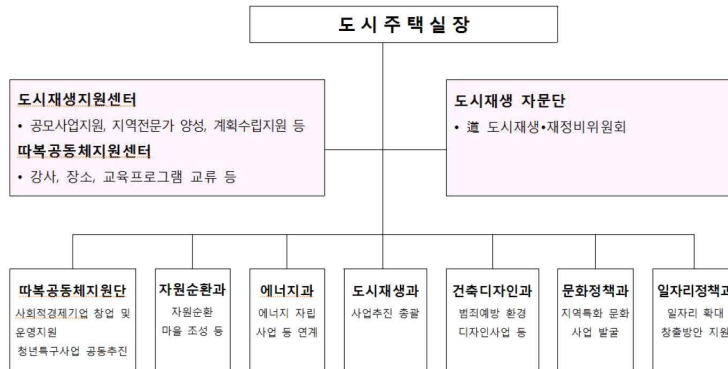 도시주택실장
도시재생지원센터
• 공모사업지원, 지역전문가 양성, 계획수립지원 등
따복공동체지원센터
• 강사, 장소, 교육프로그램 교류 등
도시재생 자문단
• 道 도시재생•재정비위원회
따복공동체지원단
사회적경제기업 창업 및
운영지원
청년특구사업 공동추진
자원순환과
자원순환
마을 조성 등
에너지과
에너지 자립
사업 등 연계
도시재생과
사업추진 총괄
건축디자인과
범죄예방 환경
디자인사업 등
문화정책과
지역특화 문화
사업 발굴
일자리정책과
일자리 확대
창출방안 지원